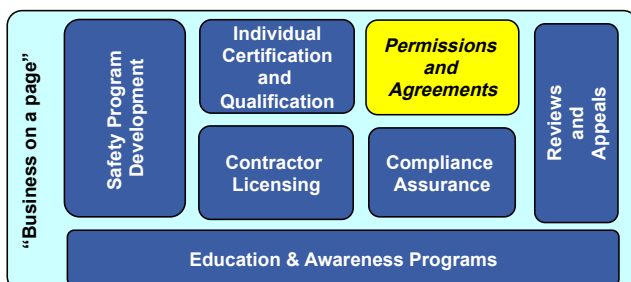 “Business on a page”
Safety Program
Development
Individual
Certification
and
Qualification
Permissions
and
Agreements
Reviews
and
Appeals
Contractor
Licensing
Compliance
Assurance
Education & Awareness Programs